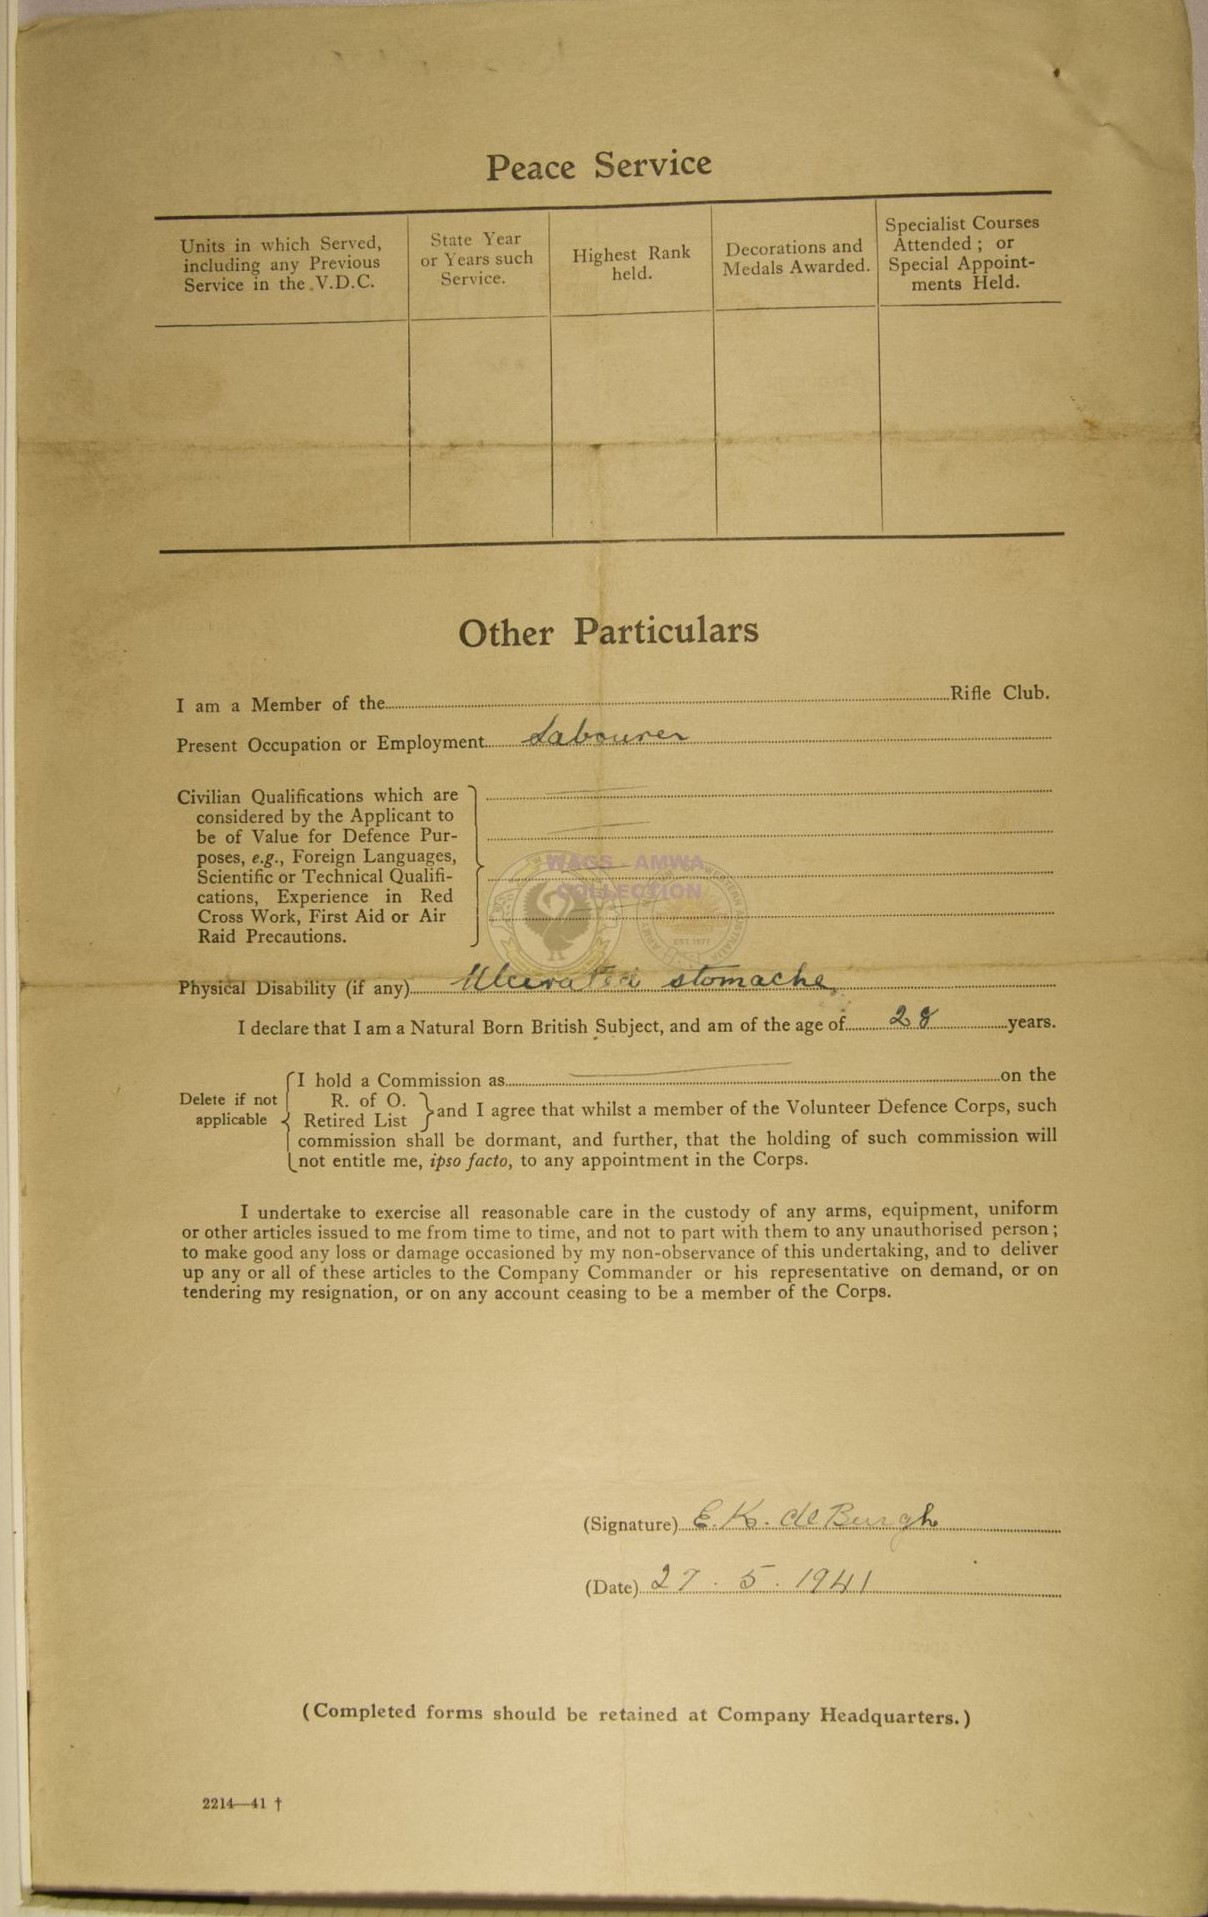 Peace Service
Units in which Served, including any Previous Service in the V.D.C.
State Year or Years such Service.
Highest Rank held.
Decorations and Medals Awarded.
Specialist Courses Attended ; or Special Appoint-ments Held.
Other Particulars
I am a Member of the Rifle Club.
Present Occupation or Employment Labourer
Civilian Qualifications which are
considered by the Applicant to
be of Value for Defence Pur-
poses, e.g., Foreign Languages,
Scientific or Technical Qualifi-
cations, Experience in Red
Cross Work, First Aid or Air
Raid Precautions.
WAGS - AMWA
COLLECTION
EST 1977
Physical Disability (if any) Ulcerated stomache
I declare that I am a Natural Born British Subject, and am of the age of 28 years.
Delete if not applicable
I hold a Commission as on the
R. of O.
Retired List
and I agree that whilst a member of the Volunteer Defence Corps, such
commission shall be dormant, and further, that the holding of such commission will
not entitle me, ipso facto, to any appointment in the Corps.
I undertake to exercise all reasonable care in the custody of any arms, equipment, uniform
or other articles issued to me from time to time, and not to part with them to any unauthorised person ;
to make good any loss or damage occasioned by my non-observance of this undertaking, and to deliver
up any or all of these articles to the Company Commander or his representative on demand, or on
tendering my resignation, or on any account ceasing to be a member of the Corps.
(Signature) E. K. de Burgh
(Date) 27 . 5 . 1941
(Completed forms should be retained at Company Headquarters.)
2214—41 †